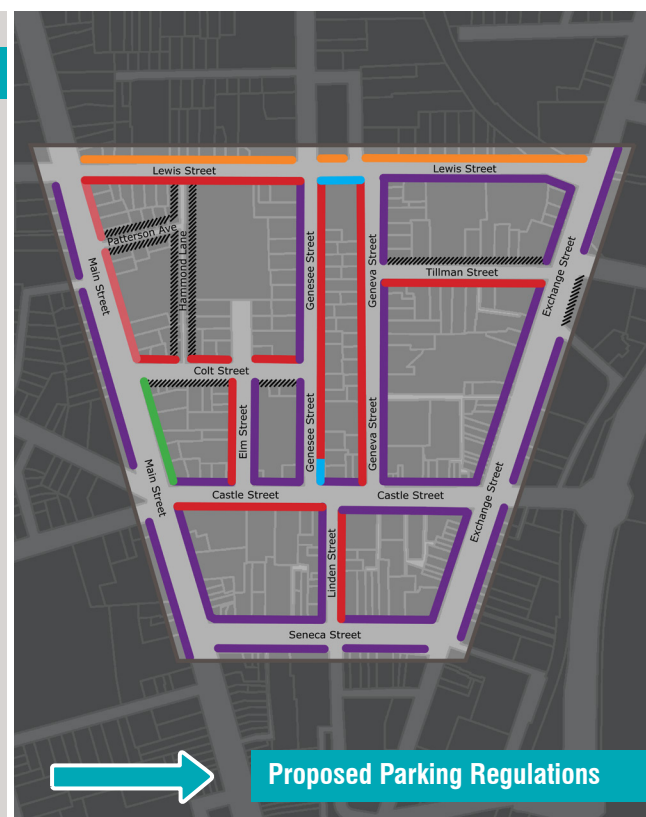 Lewis Street
Lewis Street
Patterson Ave
Hammond Lane
Main Street
Genesee Street
Geneva Street
Tillman Street
Exchange Street
Colt Street
Elm Street
Genesee Street
Geneva Street
Main Street
Castle Street
Castle Street
Exchange Street
Linden Street
Seneca Street
Proposed Parking Regulations